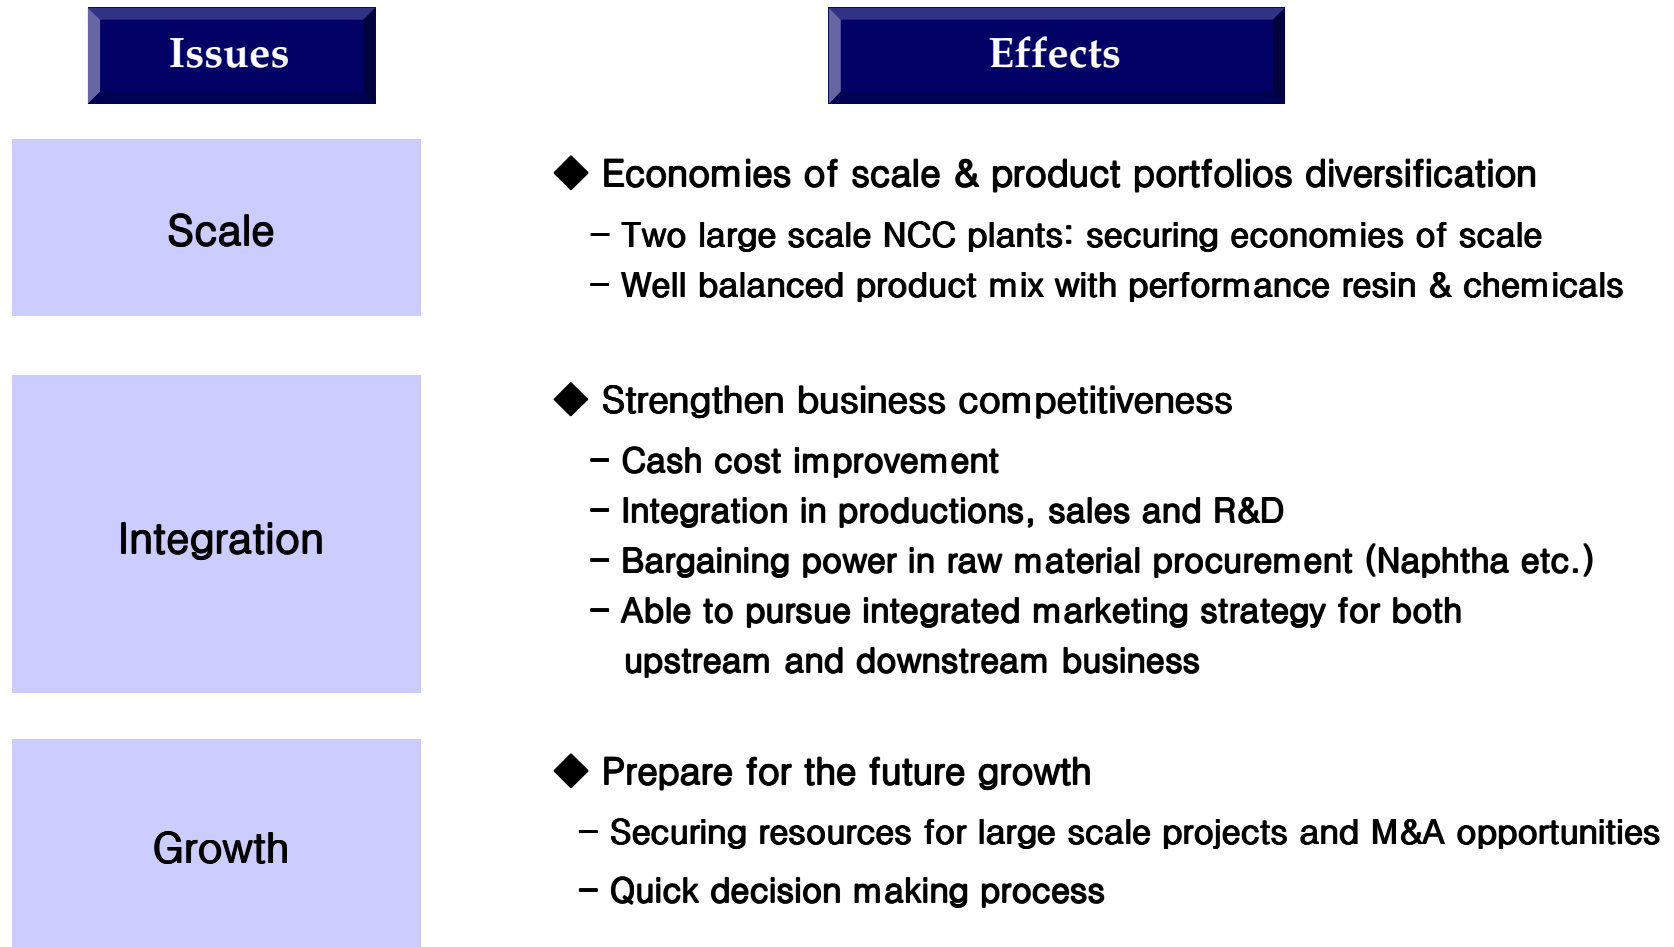 Issues
Effects
Scale
◆ Economies of scale & product portfolios diversification
- Two large scale NCC plants: securing economies of scale
- Well balanced product mix with performance resin & chemicals
Integration
◆ Strengthen business competitiveness
- Cash cost improvement
- Integration in productions, sales and R&D
- Bargaining power in raw material procurement (Naphtha etc.)
- Able to pursue integrated marketing strategy for both
upstream and downstream business
Growth
◆ Prepare for the future growth
- Securing resources for large scale projects and M&A opportunities
- Quick decision making process